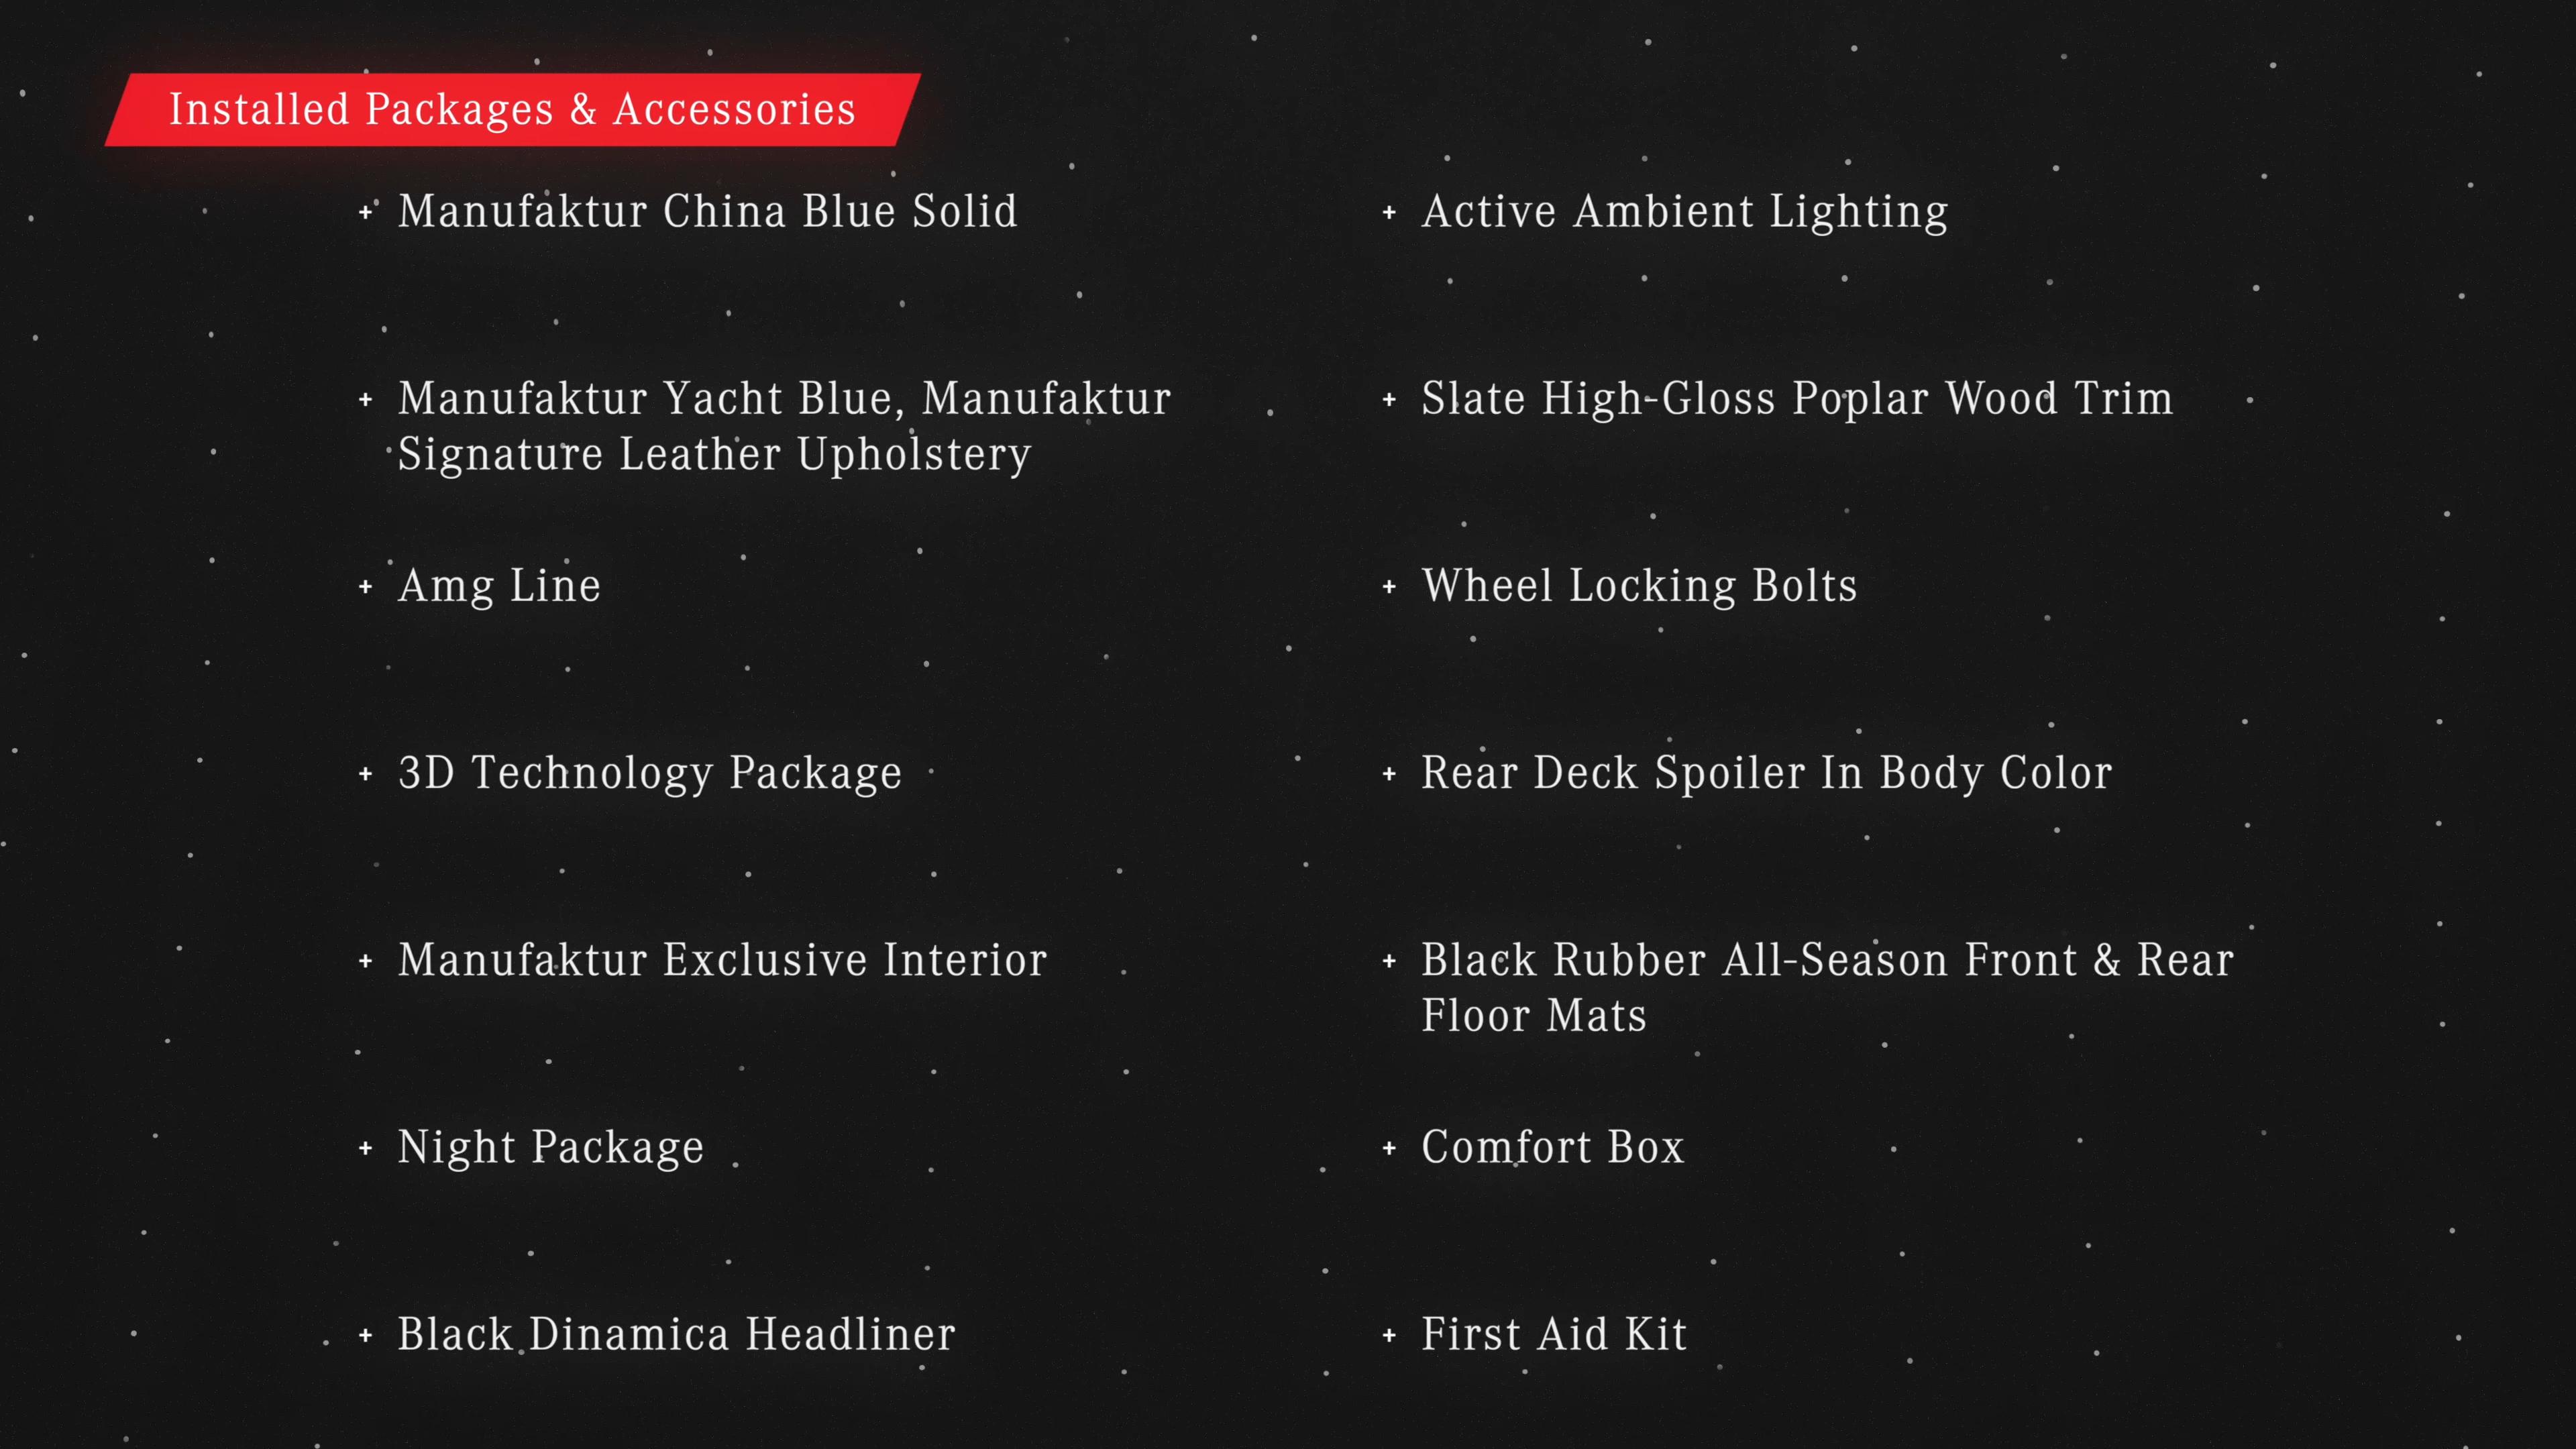 Installed Packages & Accessories
+ Manufaktur China Blue Solid
+ Manufaktur Yacht Blue, Manufaktur
Signature Leather Upholstery
+ Amg Line
+ 3D Technology Package
+ Manufaktur Exclusive Interior
+ Night Package
+ Black Dinamica Headliner
+ Active Ambient Lighting
+ Slate High-Gloss Poplar Wood Trim
+ Wheel Locking Bolts
+ Rear Deck Spoiler In Body Color
+ Black Rubber All-Season Front & Rear
Floor Mats
+ Comfort Box
+ First Aid Kit